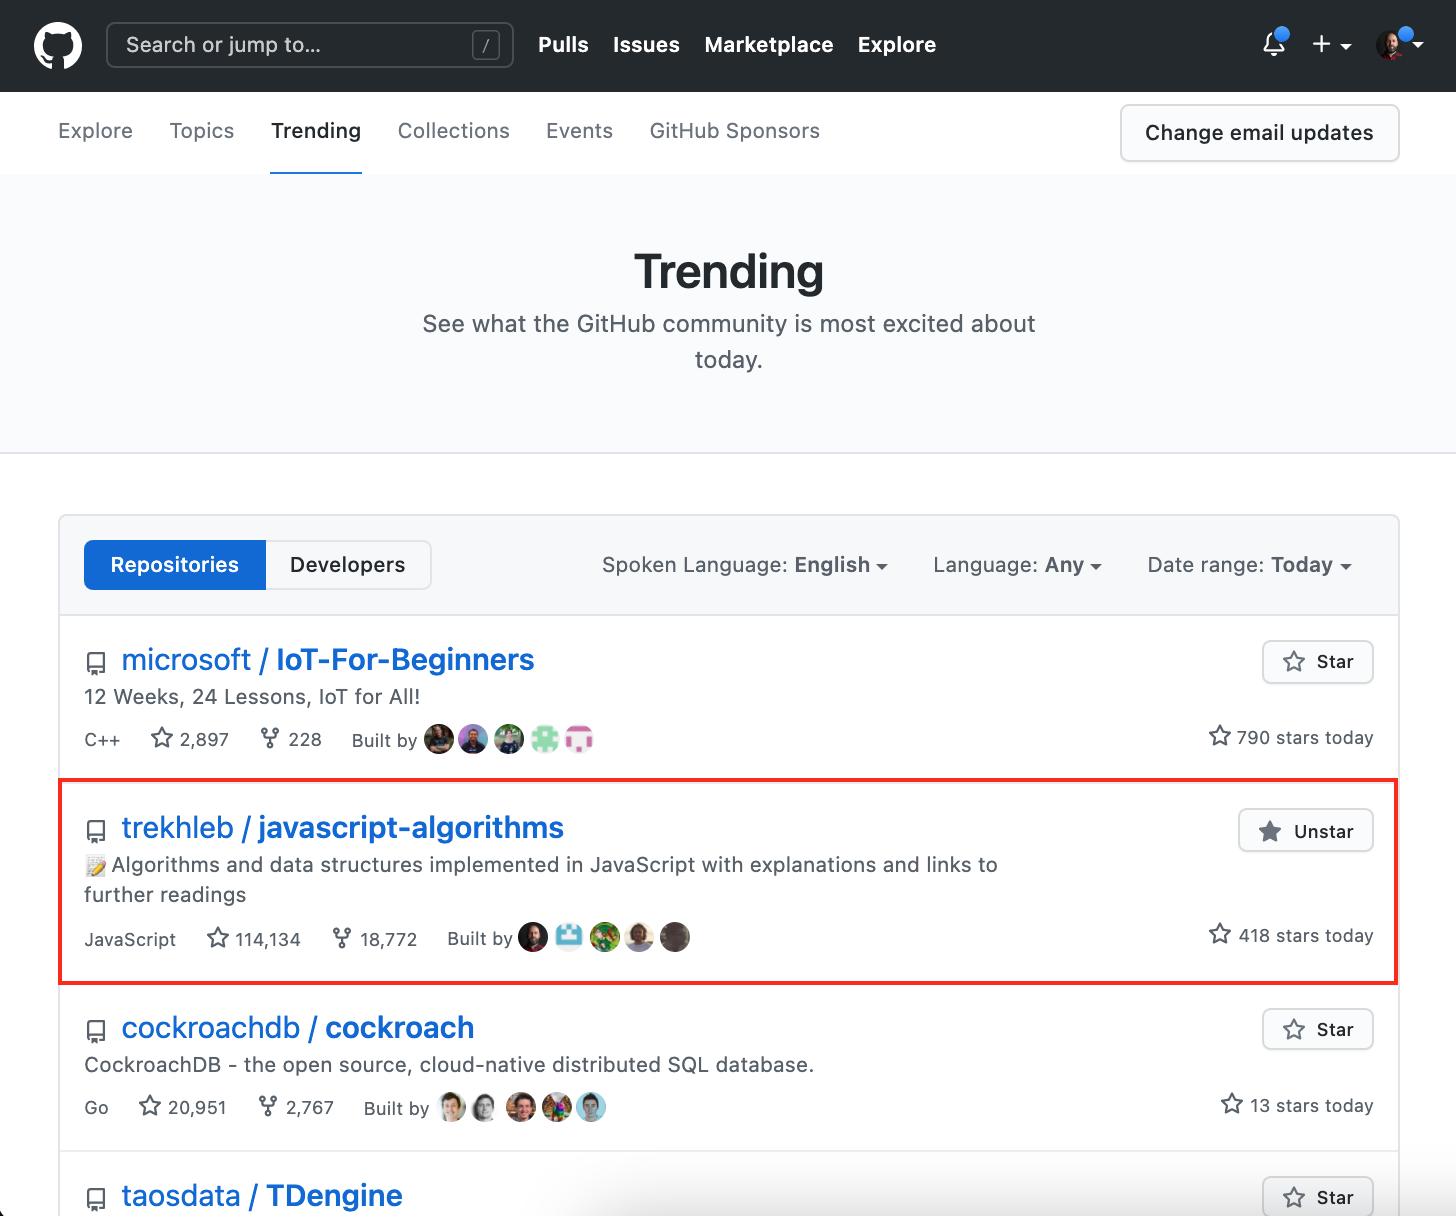 Search or jump to...
/
Pulls
Issues
Marketplace
Explore
Explore
Topics
Trending
Collections
Events
GitHub Sponsors
Change email updates
Trending
See what the GitHub community is most excited about
today.
Repositories
Developers
Spoken Language: English
Language: Any
Date range: Today
microsoft / IoT-For-Beginners
Star
12 Weeks, 24 Lessons, IoT for All!
C++
2,897
228
Built by
790 stars today
trekhleb / javascript-algorithms
Unstar
Algorithms and data structures implemented in JavaScript with explanations and links to
further readings
JavaScript
114,134
18,772
Built by
418 stars today
cockroachdb / cockroach
Star
CockroachDB - the open source, cloud-native distributed SQL database.
Go
20,951
2,767
Built by
13 stars today
taosdata / TDengine
Star